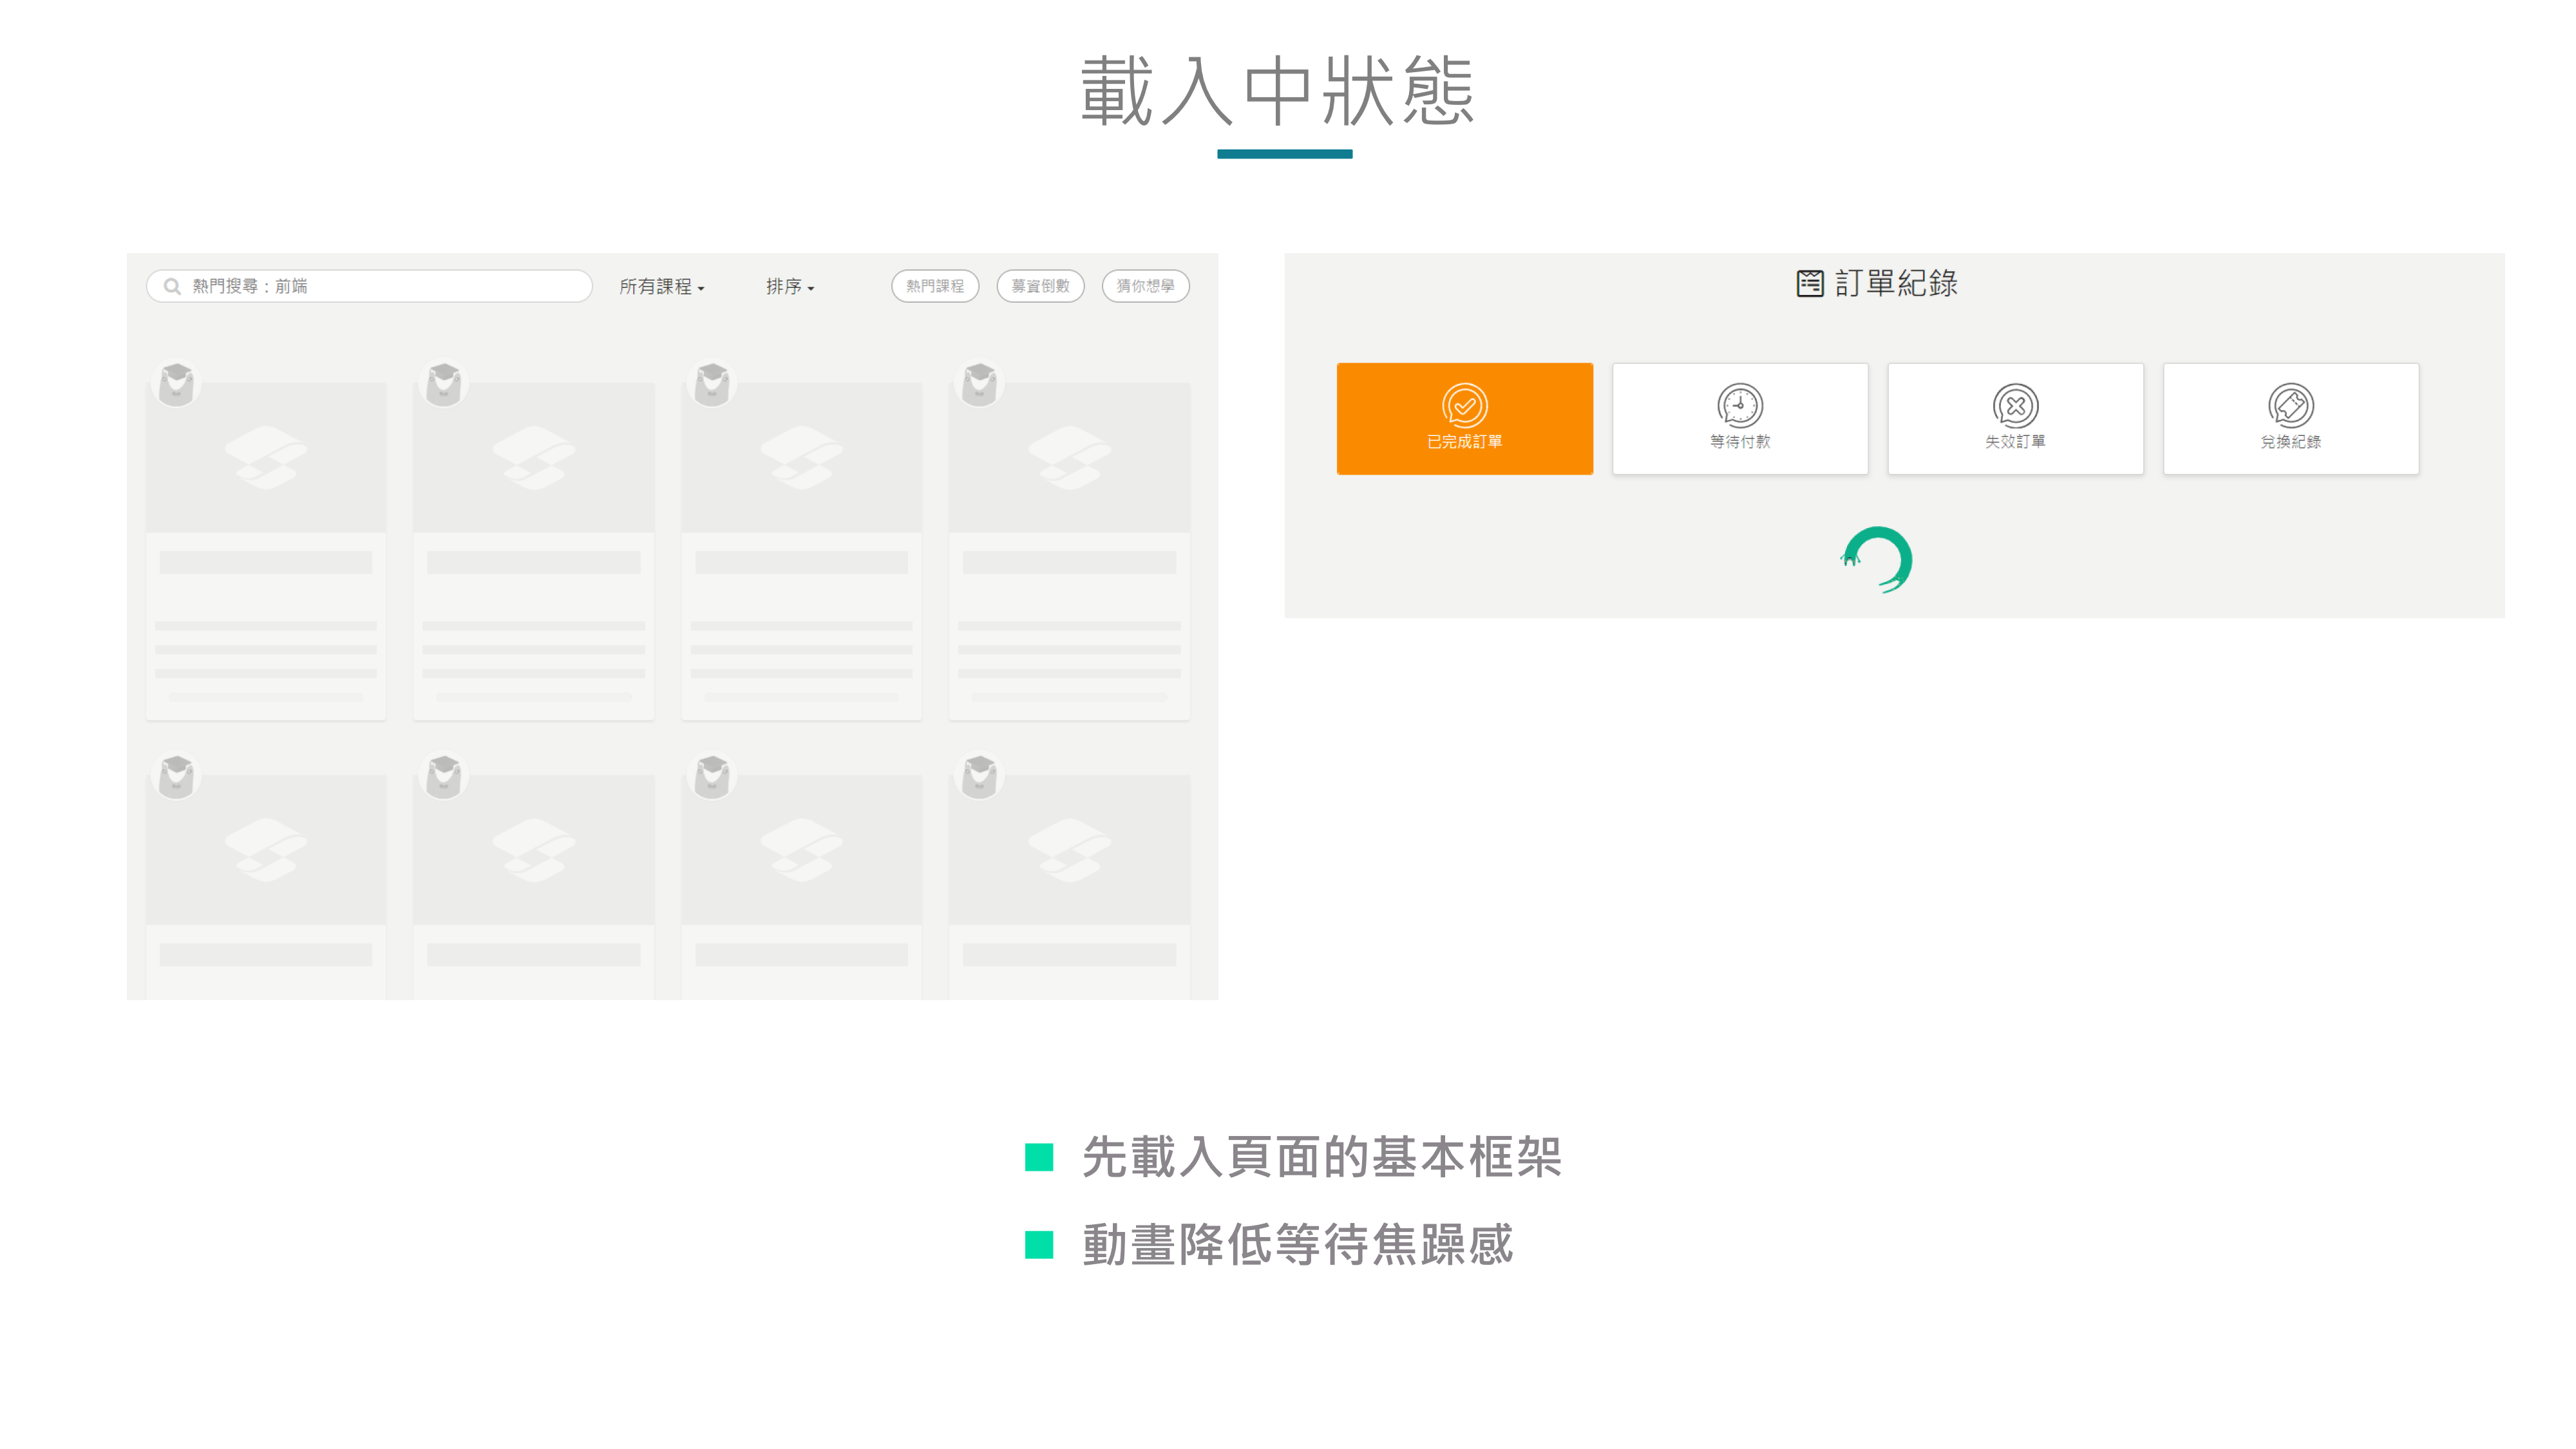 載入中狀態
熱門搜尋：前端
所有課程
排序
熱門課程
募資倒數
猜你想學
訂單紀錄
已完成訂單
等待付款
失效訂單
兌換紀錄
先載入頁面的基本框架
動畫降低等待焦躁感